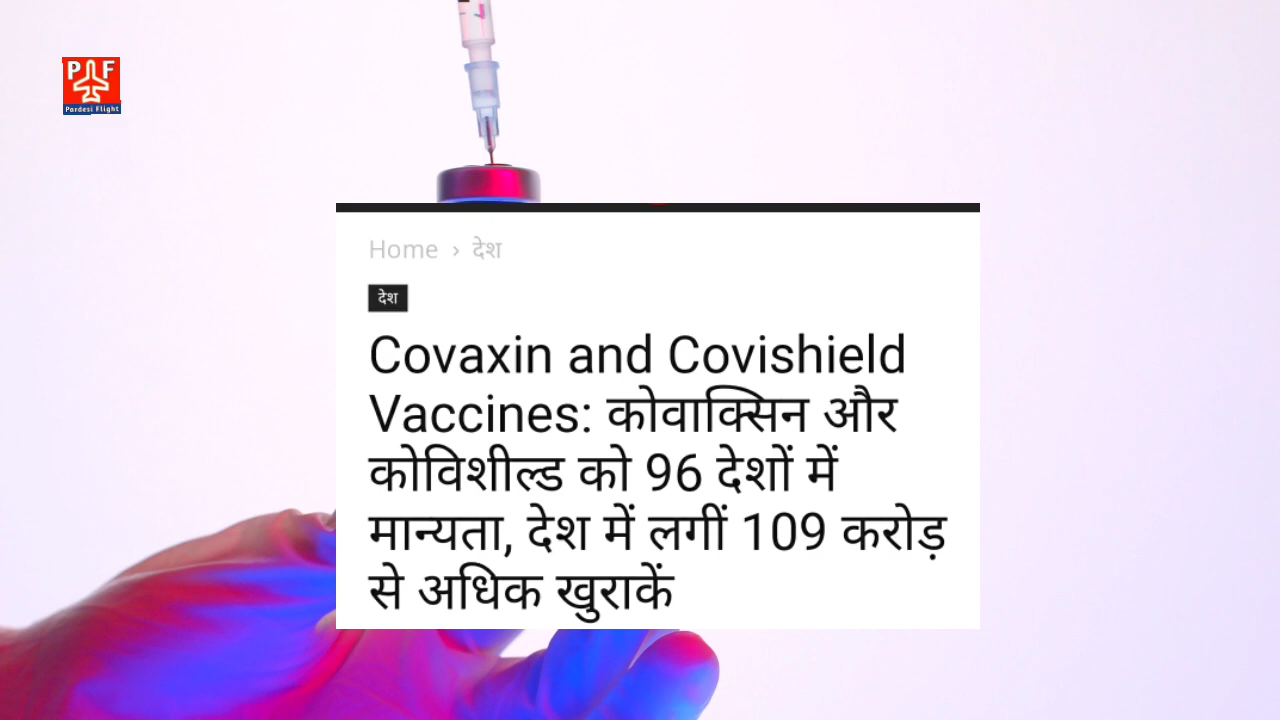 P F
Pardesi Flight
Home › देश
देश
Covaxin and Covishield
Vaccines: कोवाक्सिन और
कोविशील्ड को 96 देशों में
मान्यता, देश में लगीं 109 करोड़
से अधिक खुराकें